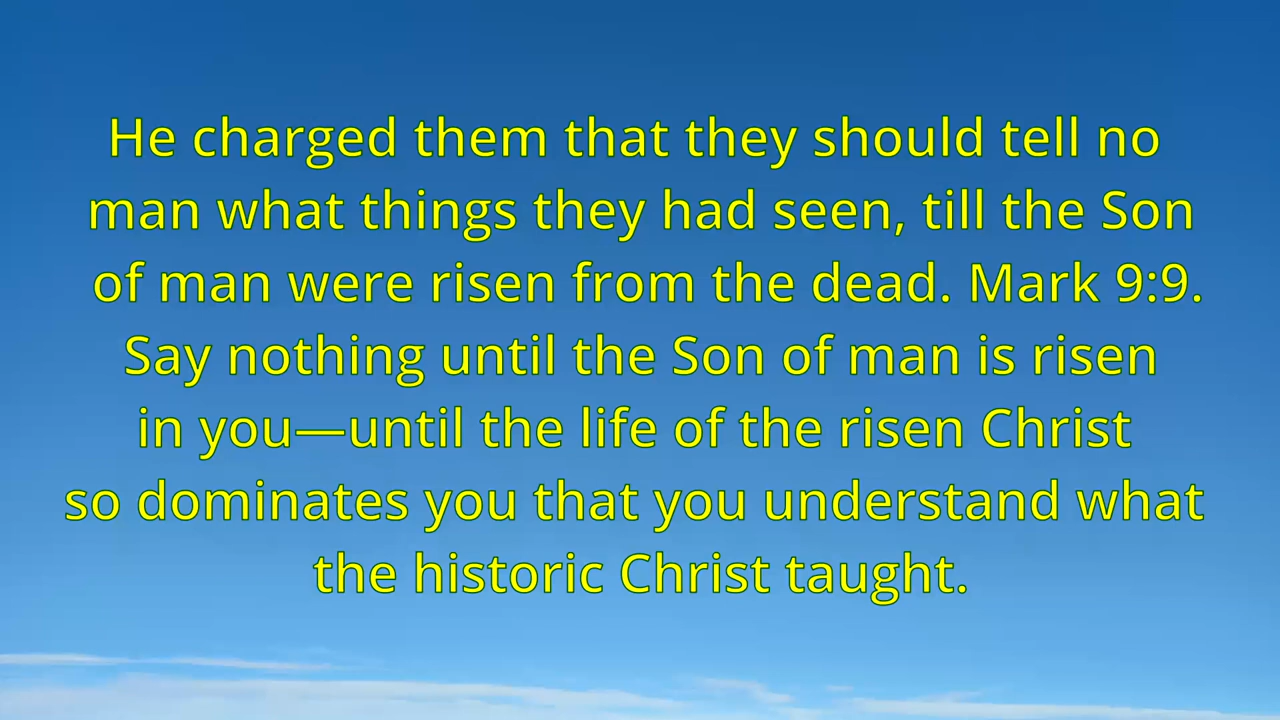 He charged them that they should tell no
man what things they had seen, till the Son
of man were risen from the dead. Mark 9:9.
Say nothing until the Son of man is risen
in you—until the life of the risen Christ
so dominates you that you understand what
the historic Christ taught.